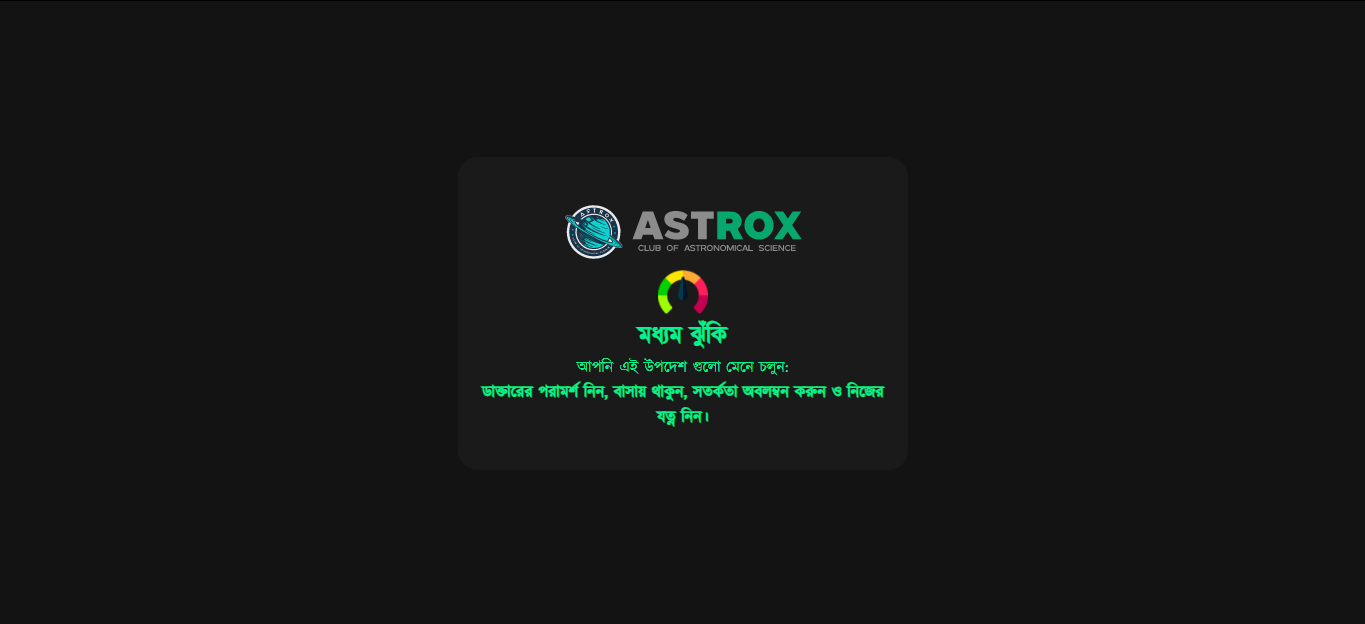 ASTROX
ASTROX
CLUB OF ASTRONOMICAL SCIENCE
মধ্যম ঝুঁকি
আপনি এই উপদেশ গুলো মেনে চলুন:
ডাক্তারের পরামর্শ নিন, বাসায় থাকুন, সতর্কতা অবলম্বন করুন ও নিজের
যত্ন নিন।